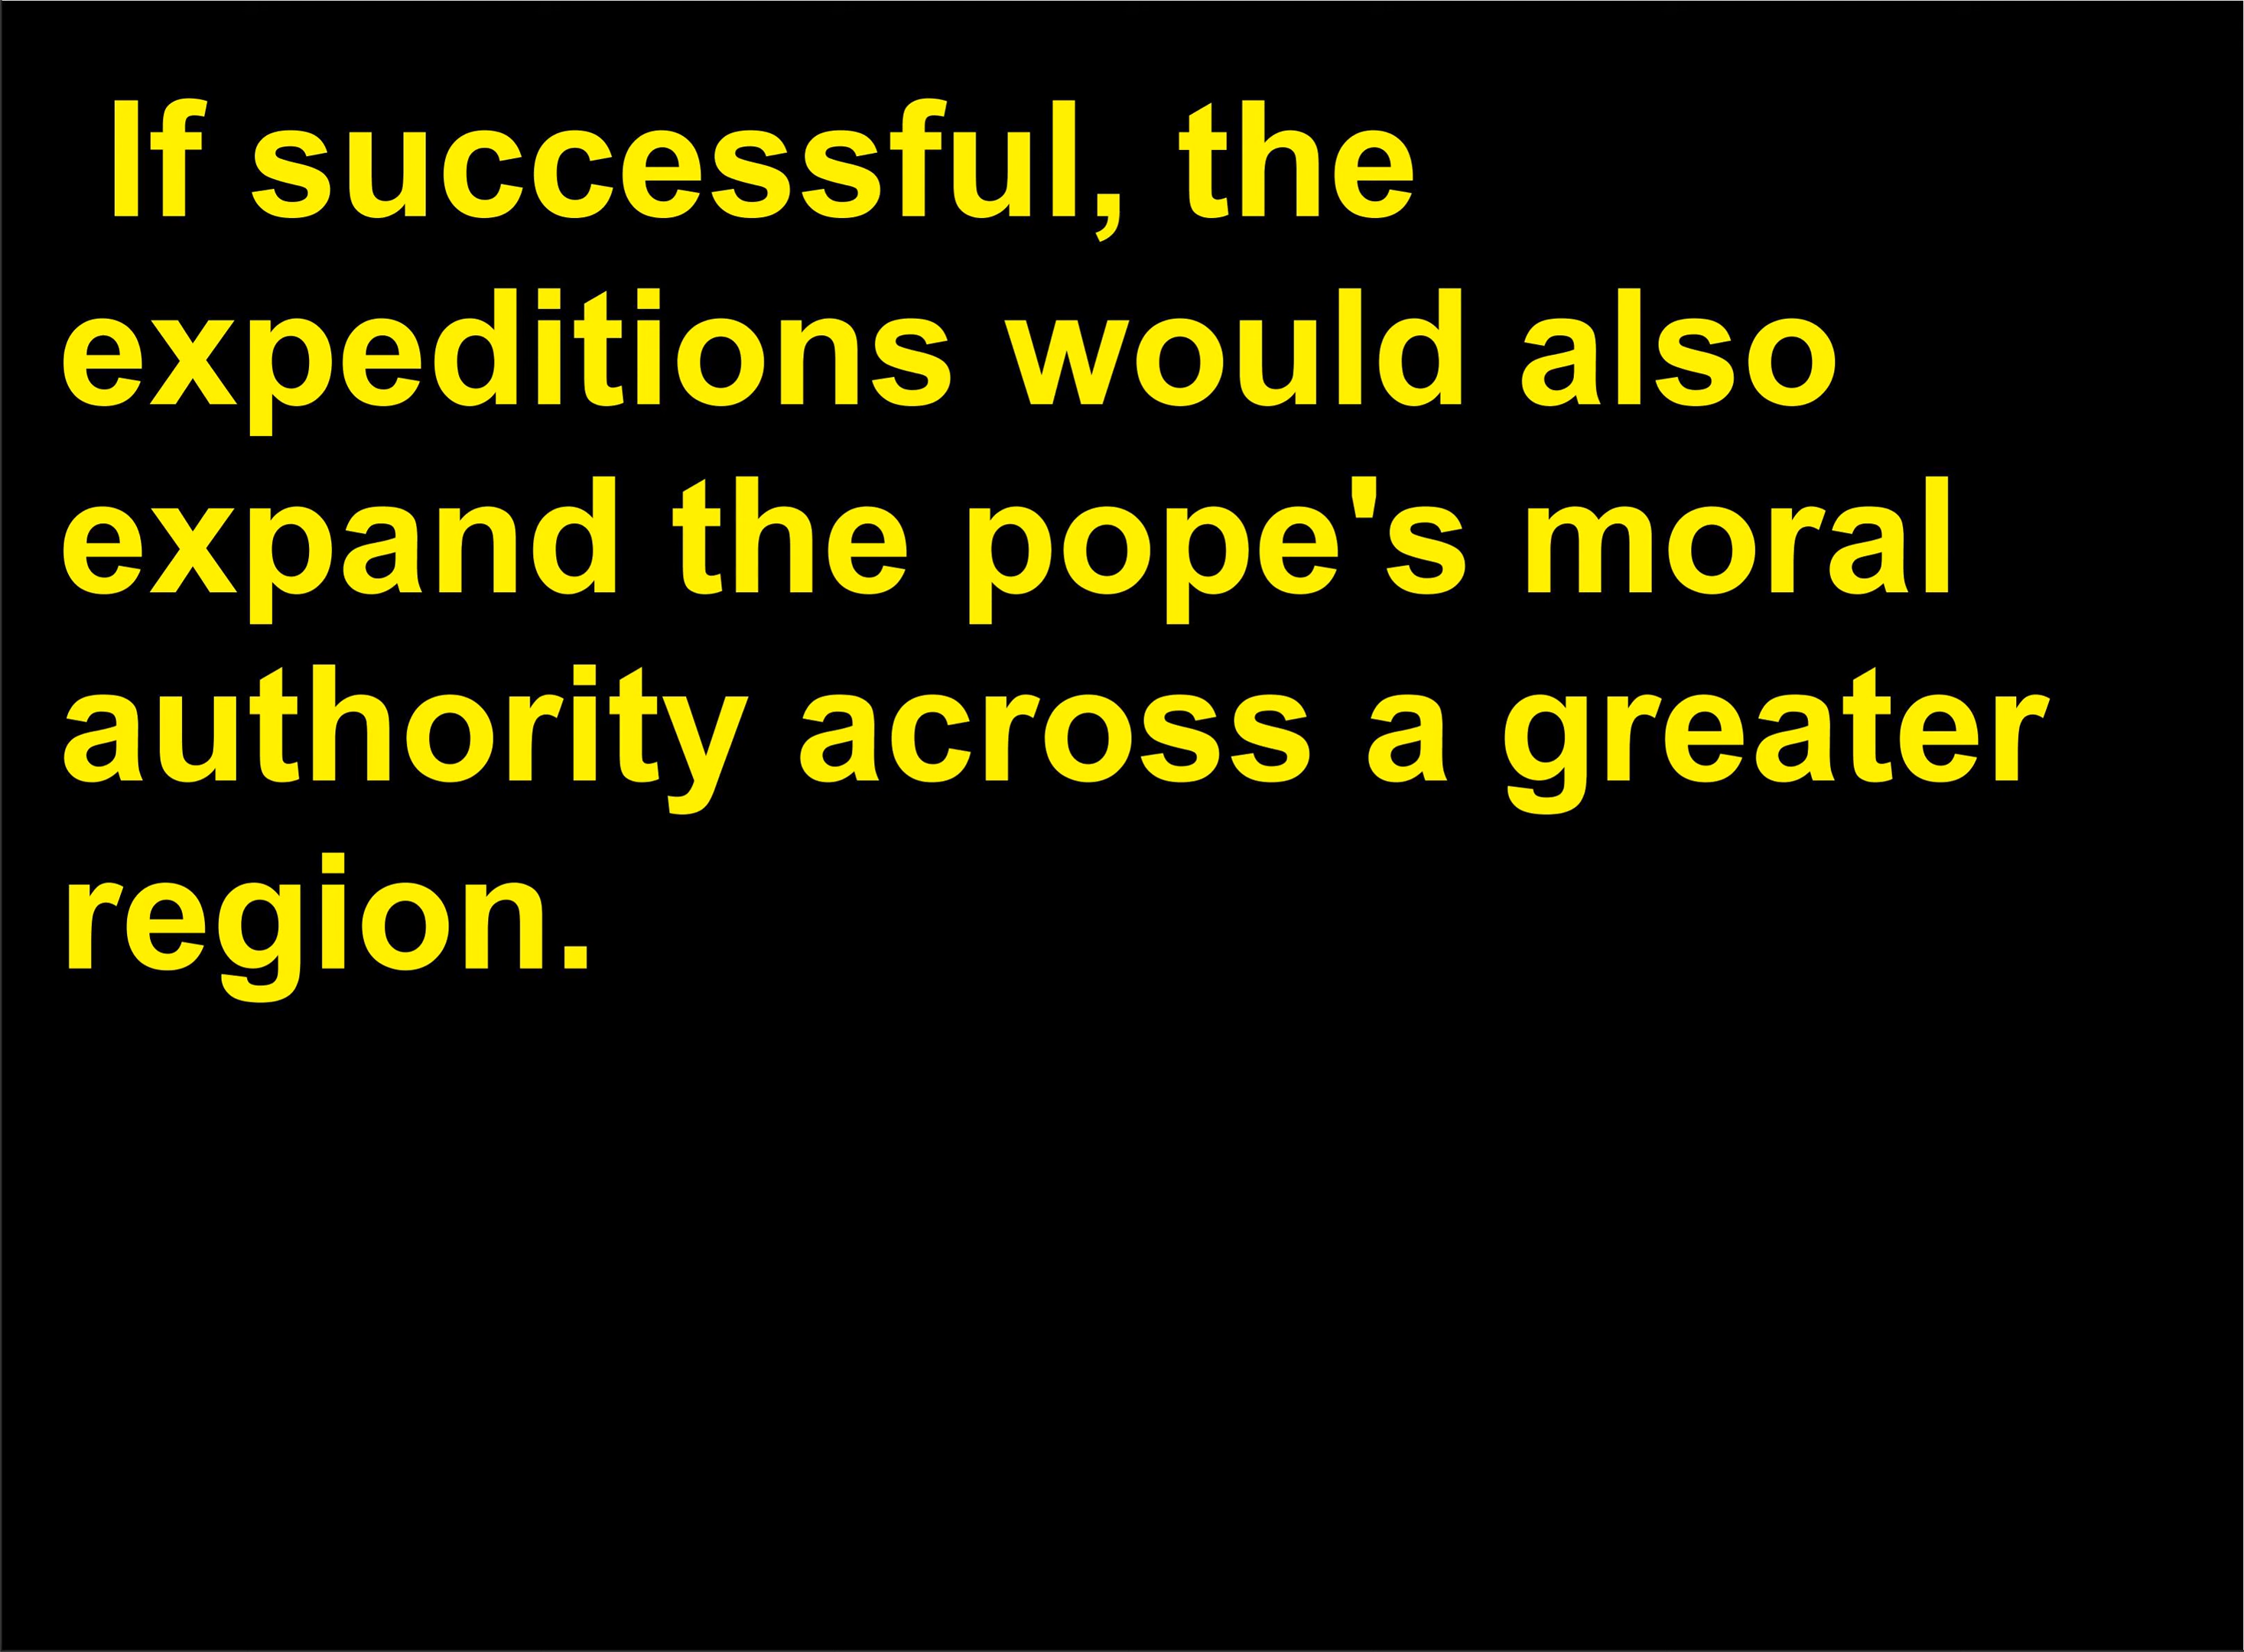 If successful, the
expeditions would also
expand the pope's moral
authority across a greater
region.